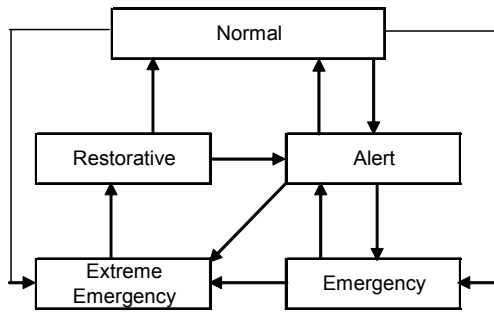 Normal
Restorative
Alert
Extreme
Emergency
Emergency